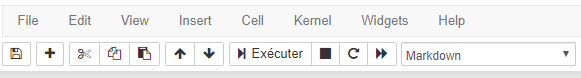 File Edit View Insert Cell Kernel Widgets Help
Exécuter Markdown